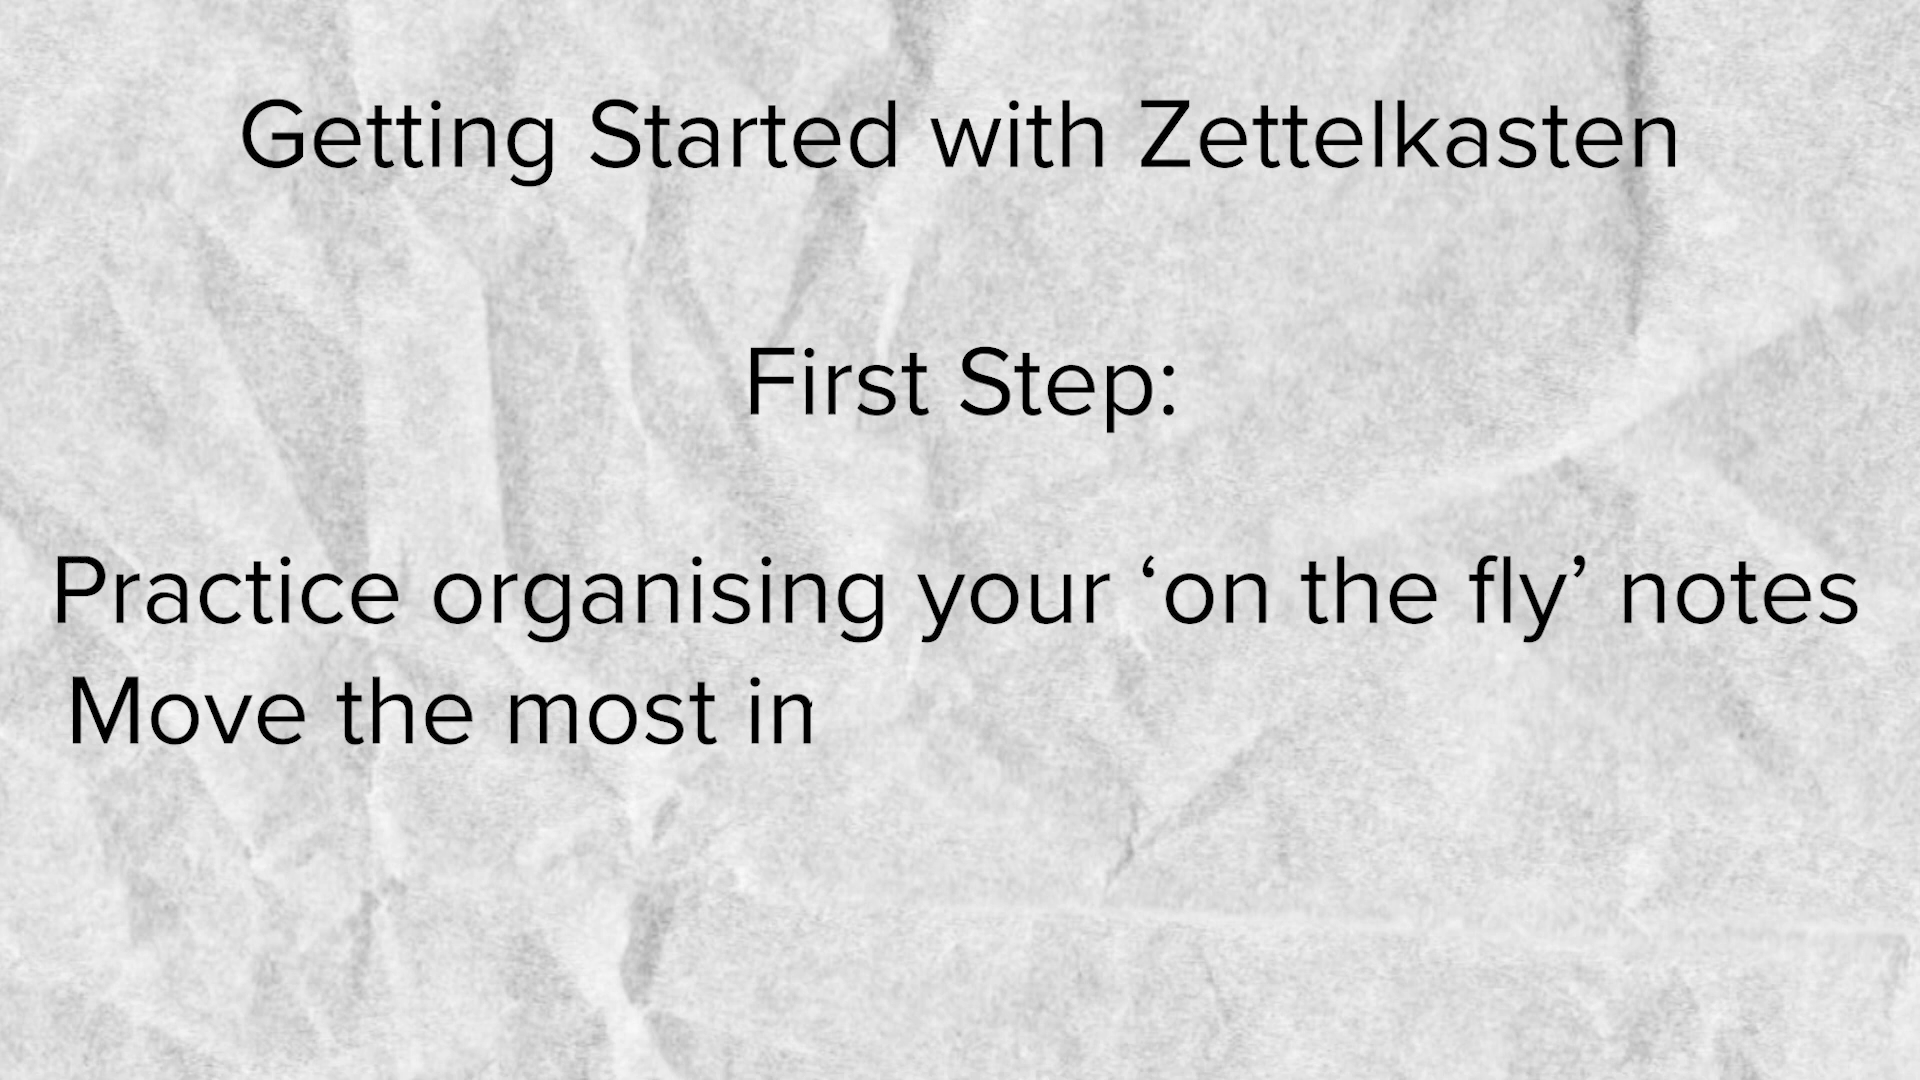 Getting Started with Zettelkasten
First Step:
Practice organising your ‘on the fly’ notes
Move the most in